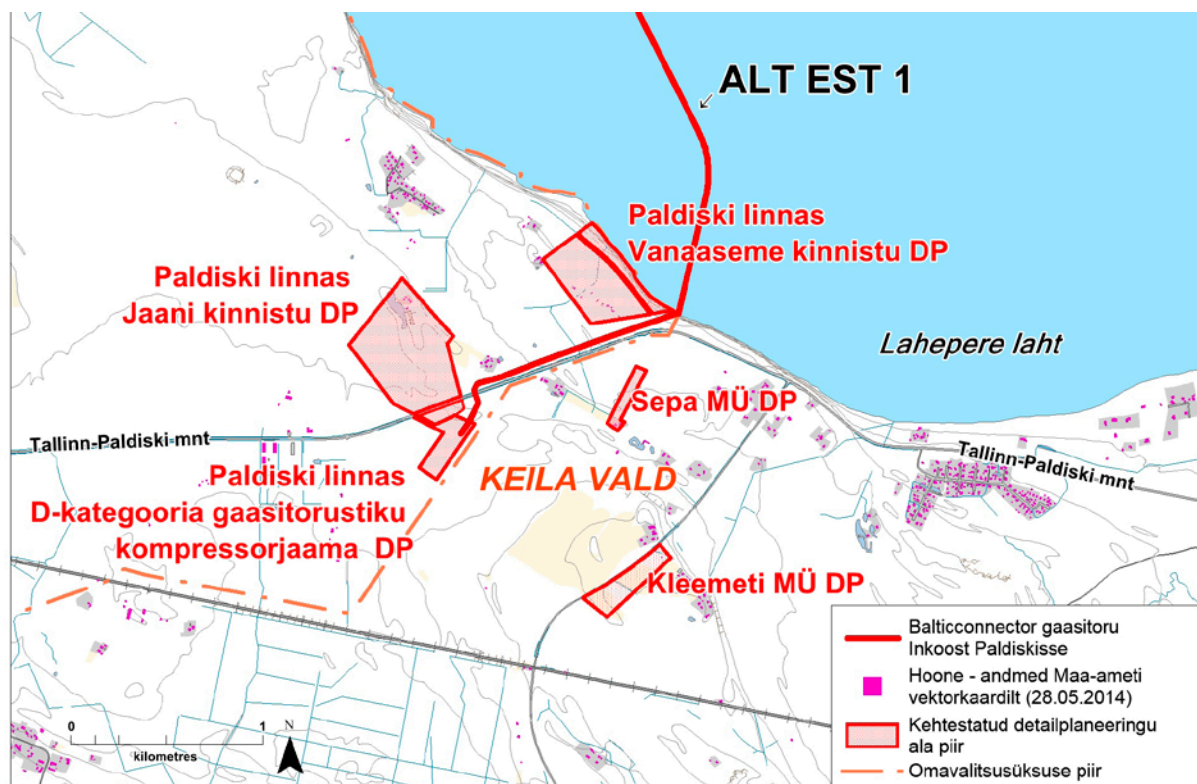 ALT EST 1
Paldiski linnas
Vanaaseme kinnistu DP
Paldiski linnas
Jaani kinnistu DP
Lahepere laht
Sepa MÜ DP
Tallinn-Paldiski mnt
Tallinn-Paldiski mnt
Paldiski linnas
D-kategooria gaasitorustiku
kompressorjaama DP
KEILA VALD
Kleemeti MÜ DP
Balticconnector gaasitoru
Inkoost Paldiskisse
Hoone - andmed Maa-ameti
vektorkaardilt (28.05.2014)
Kehtestatud detailplaneeringu
ala piir
Omavalitsusüksuse piir
0 1
N
kilometres